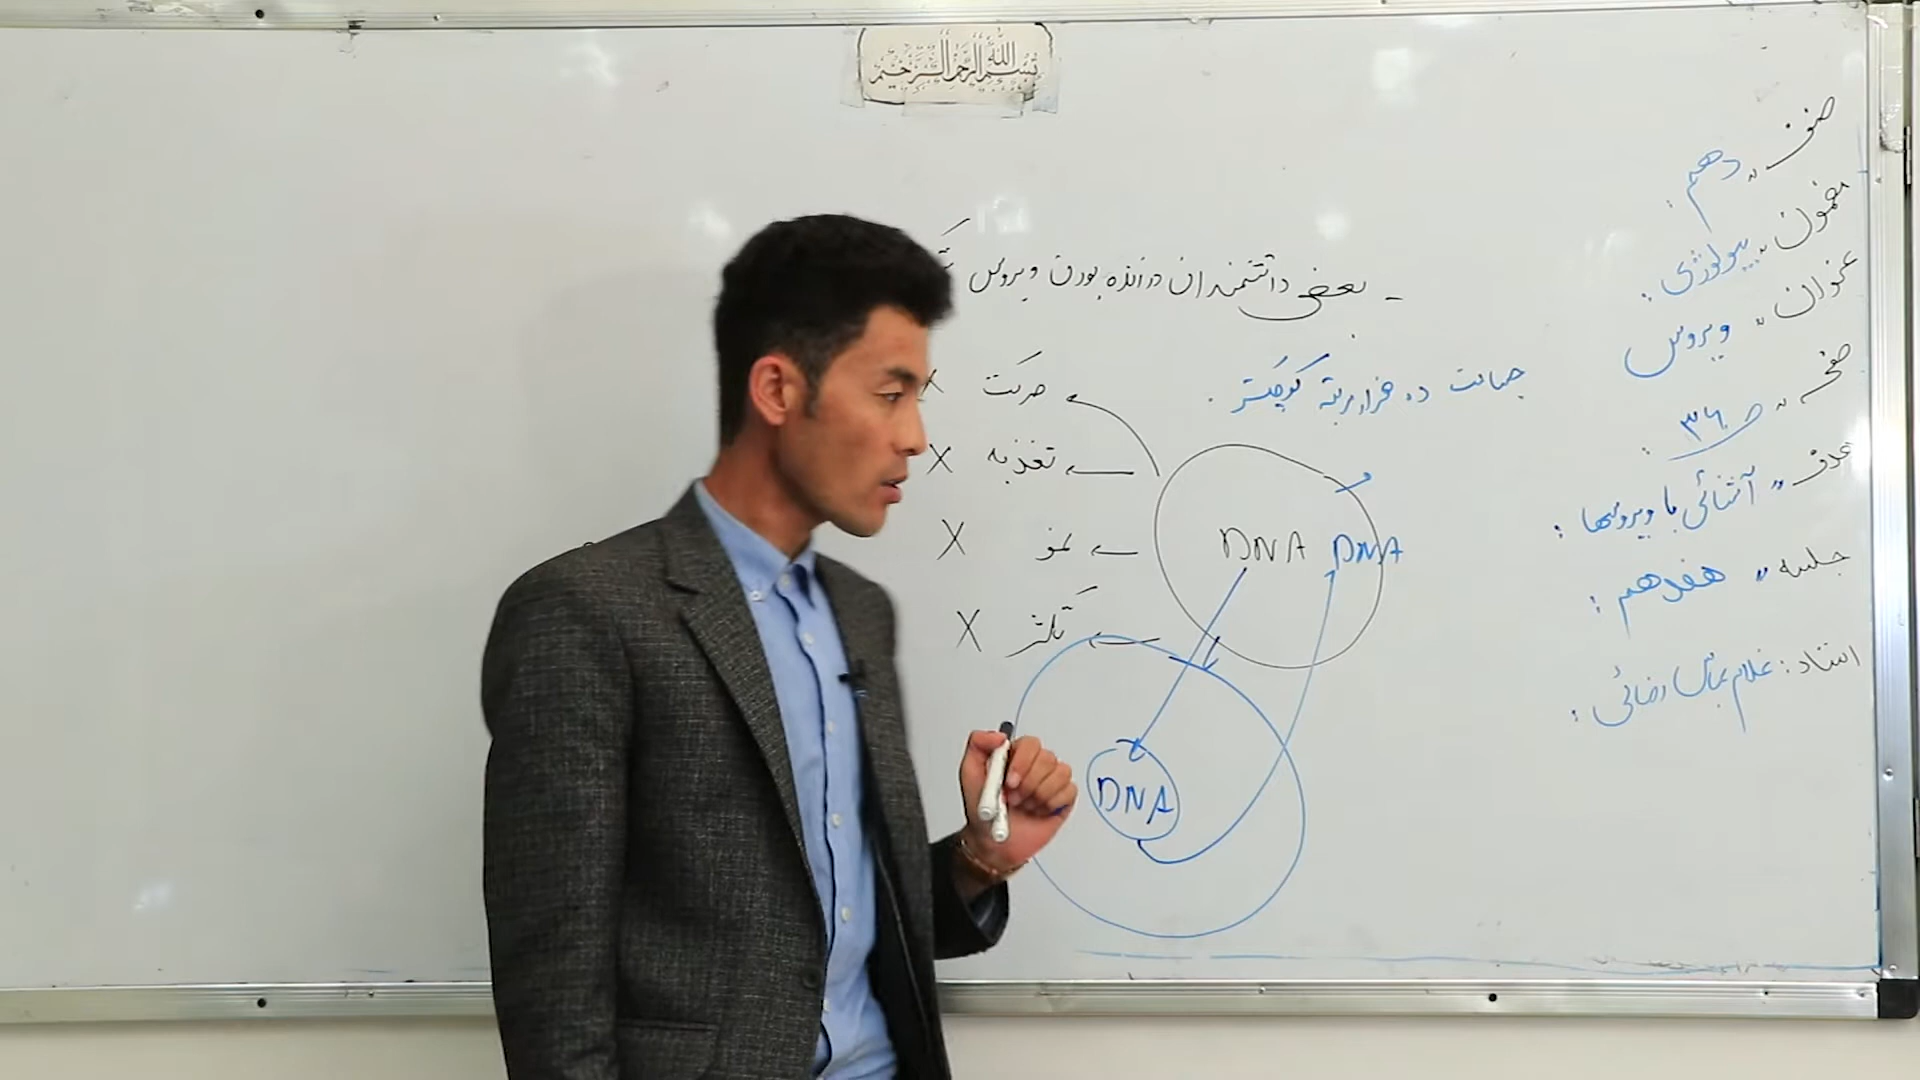 بسم الله الرحمن الرحیم
صنف " دهم :
مضمون " بیولوژی :
عنوان " ویروس
صفحه " ص ۳۶ :
هدف " آشنائی با ویروسها :
جلسه " هفدهم :
استاد : غلام عباس رضائی :
- بعضی دانشمندان در زنده بودن ویروس
جسامت ده هزار مرتبه کوچکتر .
حرکت X
تغذیه X
نمو X
تکثر X
DNA DNA
DNA